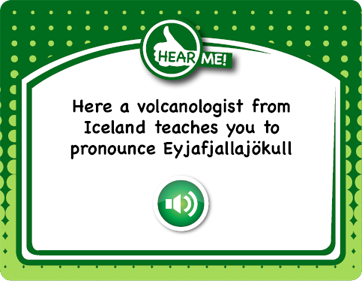 HEAR ME!
Here a volcanologist from
Iceland teaches you to
pronounce Eyjafjallajökull